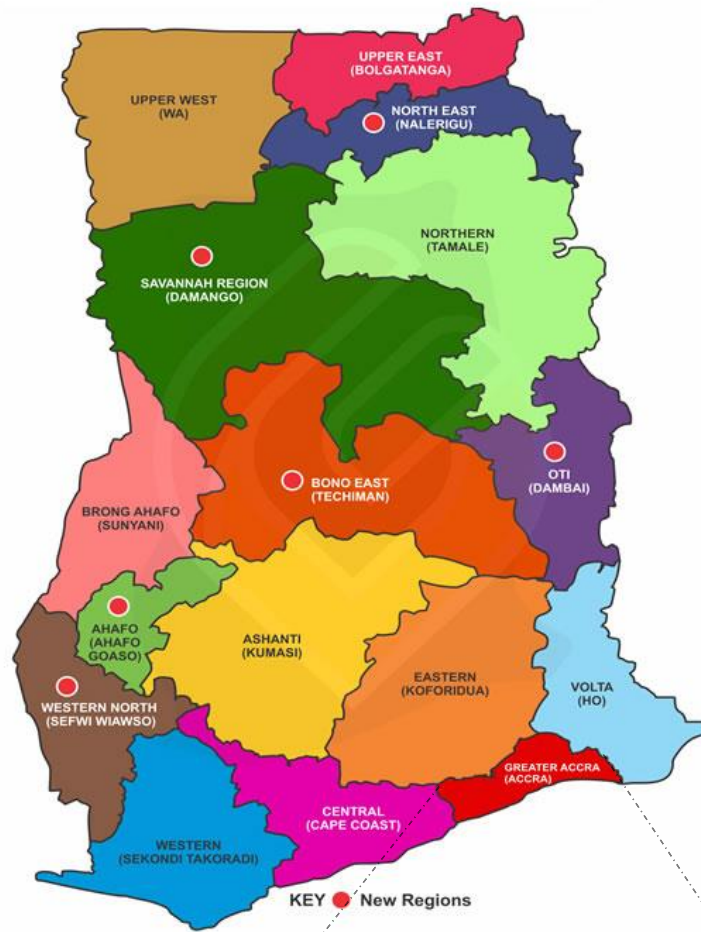 UPPER EAST
(BOLGATANGA)
UPPER WEST
(WA)
NORTH EAST
(NALERIGU)
NORTHERN
(TAMALE)
SAVANNAH REGION
(DAMANGO)
OTI
(DAMBAI)
BONO EAST
(TECHIMAN)
BRONG AHAFO
(SUNYANI)
AHAFO
(AHAFO
GOASO)
ASHANTI
(KUMASI)
EASTERN
(KOFORIDUA)
VOLTA
(HO)
WESTERN NORTH
(SEFWI WIAWSO)
GREATER ACCRA
(ACCRA)
CENTRAL
(CAPE COAST)
WESTERN
(SEKONDI TAKORADI)
KEY New Regions